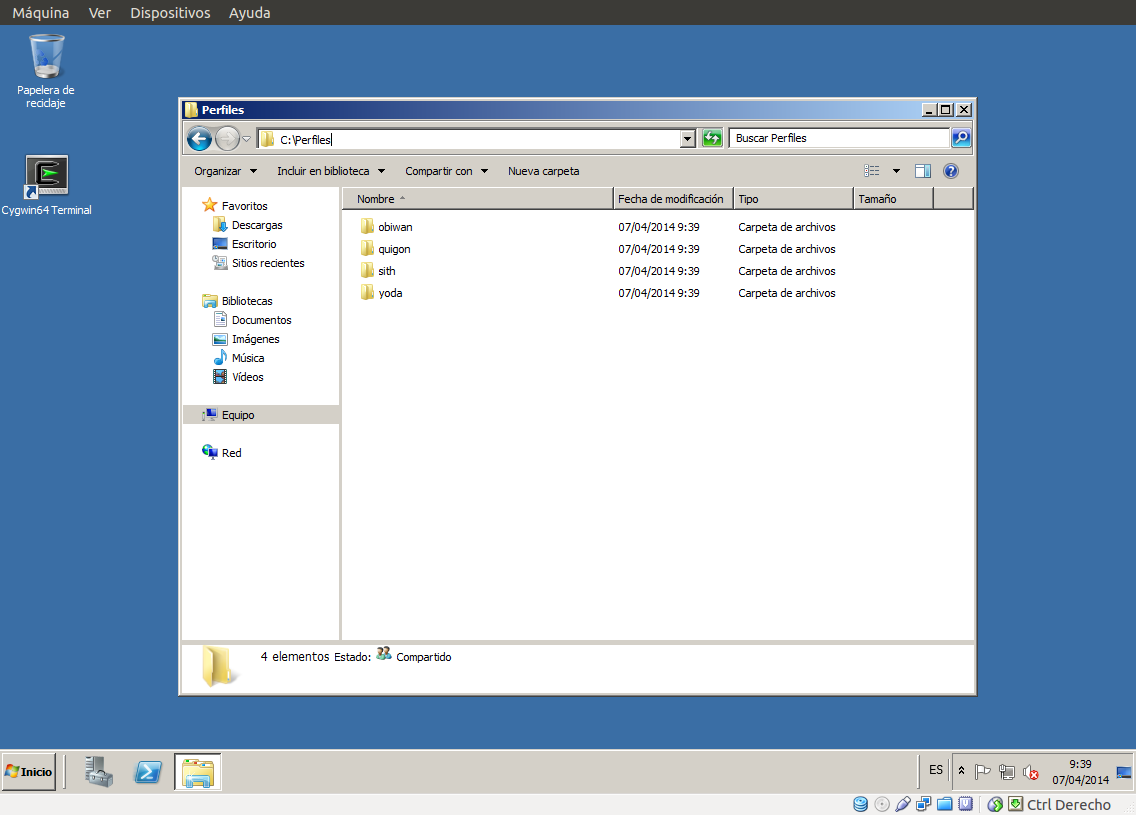 Máquina Ver Dispositivos Ayuda
Papelera de
reciclaje
Cygwin64 Terminal
Perfiles
C:\Perfiles
Buscar Perfiles
Organizar Incluir en biblioteca Compartir con Nueva carpeta
Nombre Fecha de modificación Tipo Tamaño
Favoritos
Descargas
Escritorio
Sitios recientes
Bibliotecas
Documentos
Imágenes
Música
Vídeos
Equipo
Red
obiwan 07/04/2014 9:39 Carpeta de archivos
quigon 07/04/2014 9:39 Carpeta de archivos
sith 07/04/2014 9:39 Carpeta de archivos
yoda 07/04/2014 9:39 Carpeta de archivos
4 elementos Estado: Compartido
Inicio
ES
9:39
07/04/2014
Ctrl Derecho